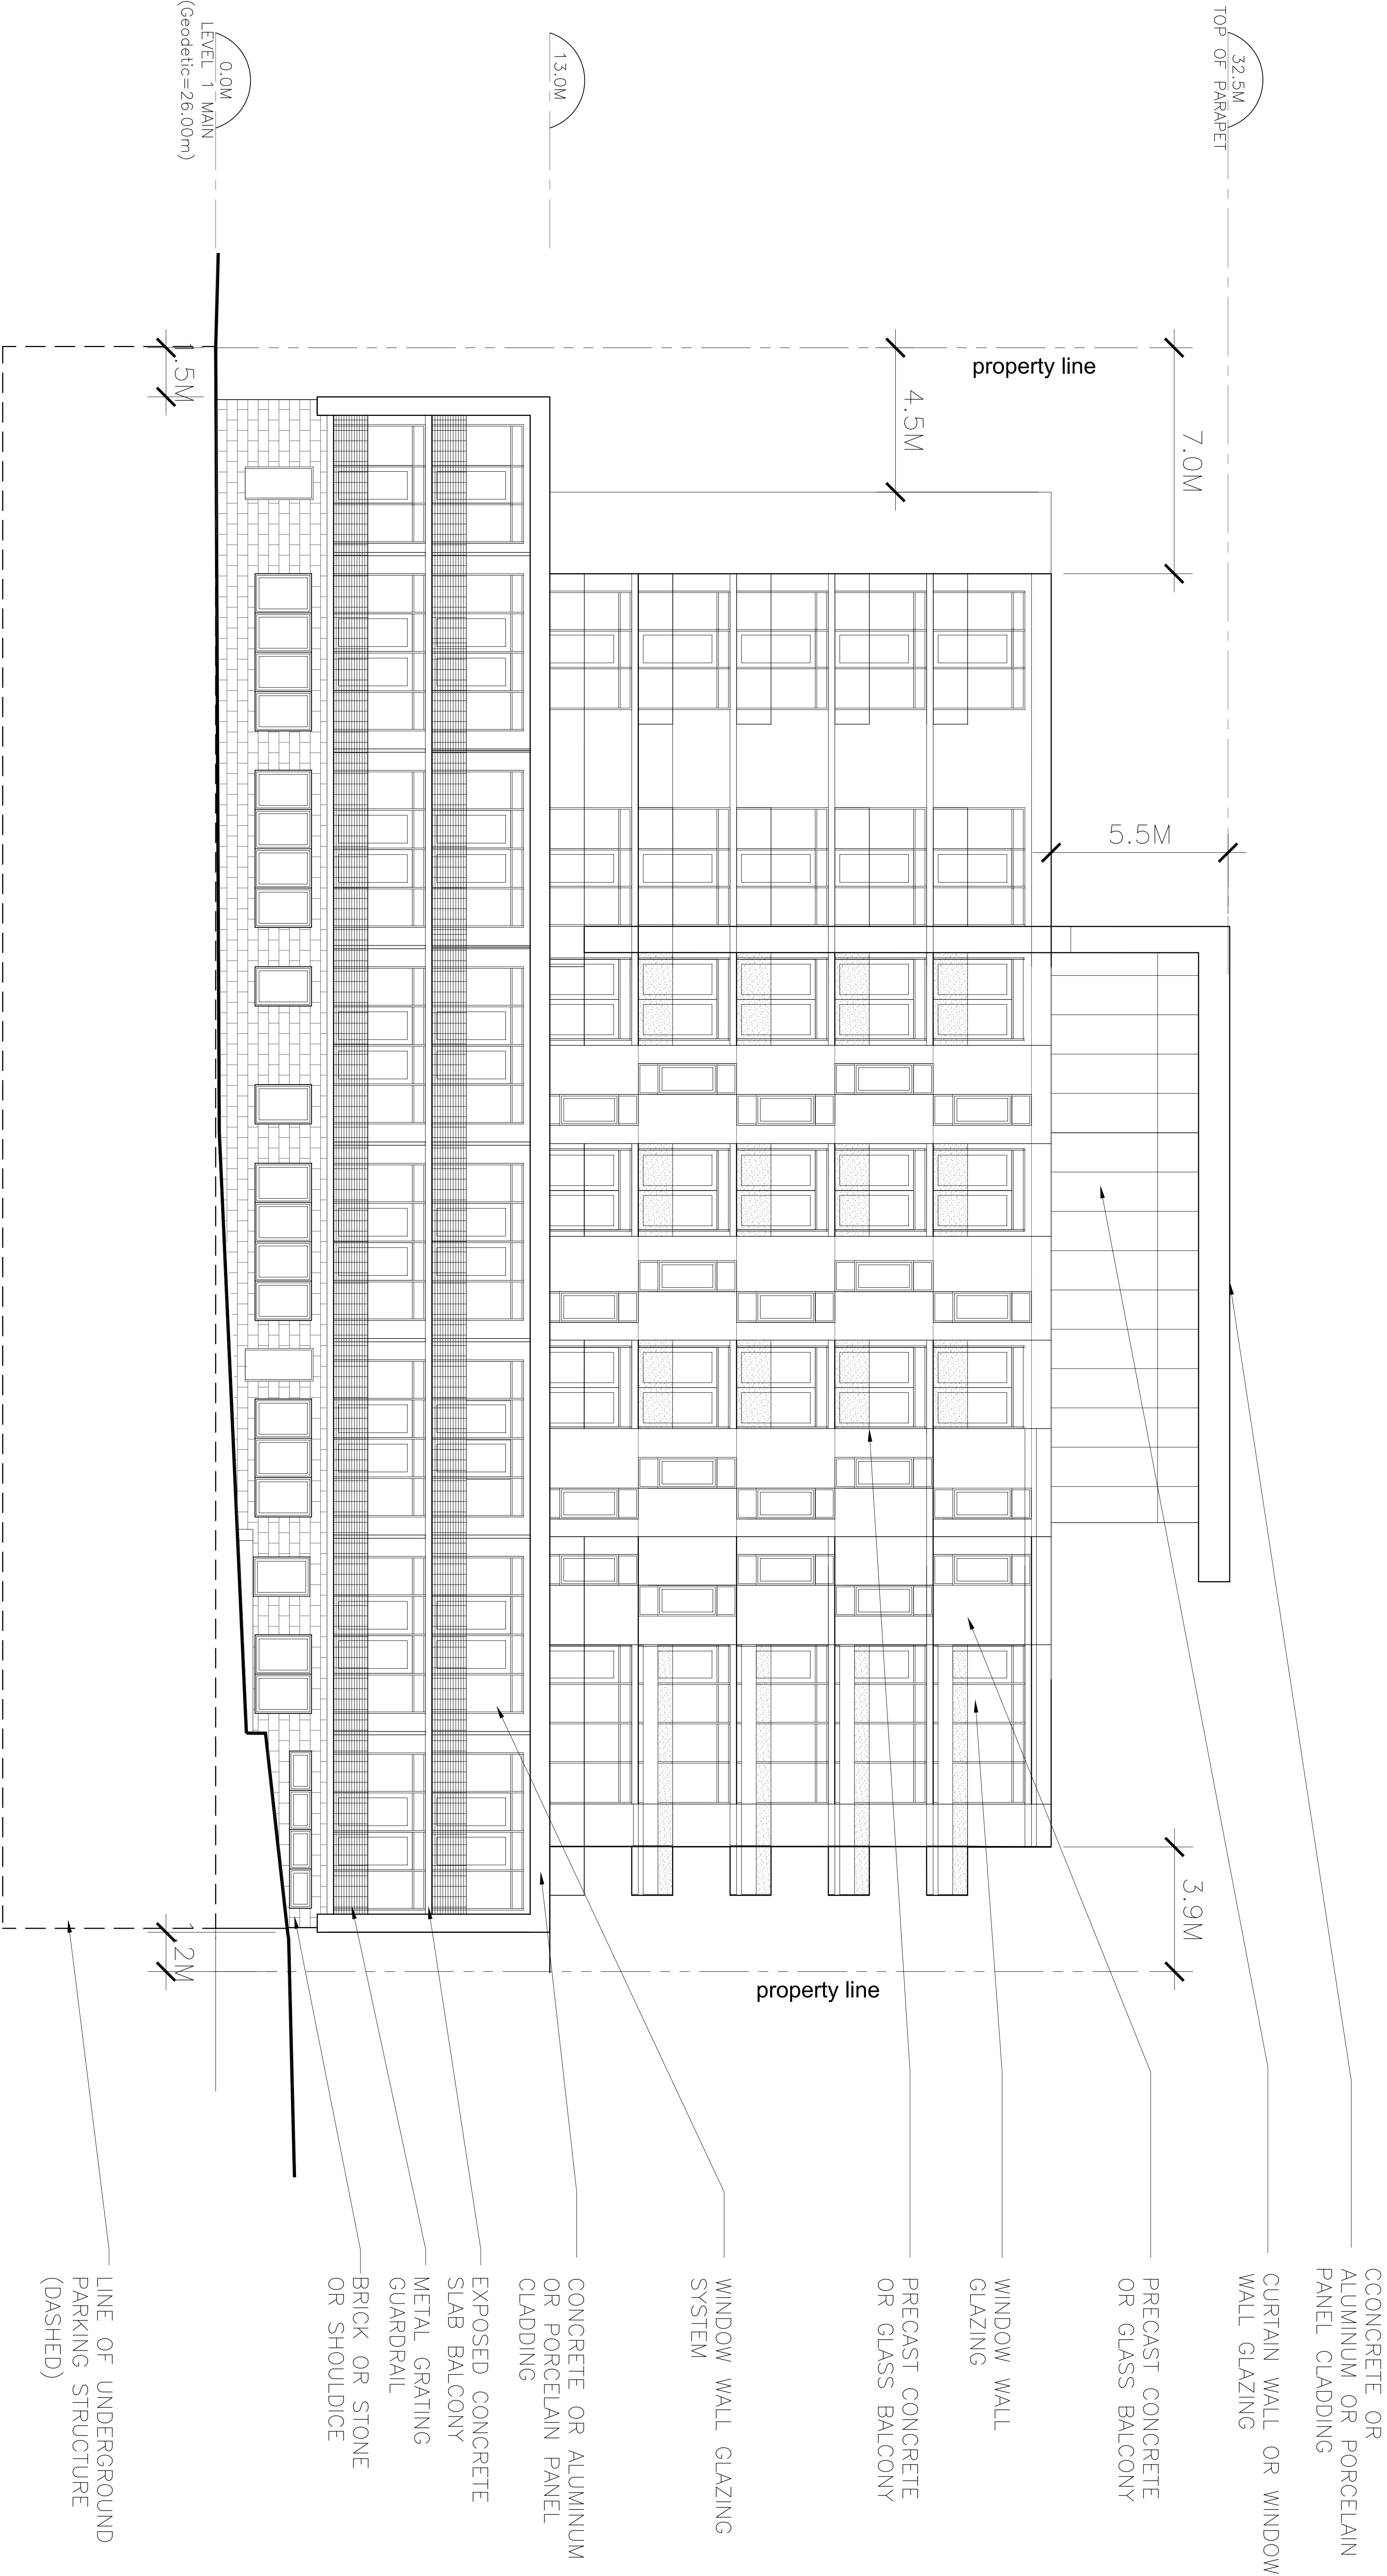 32.5M
TOP OF PARAPET
13.0M
0.0M
LEVEL 1 MAIN
(Geodetic=26.00m)
7.0M
property line
4.5M
1.5M
5.5M
3.9M
property line
1.2M
CCONCRETE OR
ALUMINUM OR PORCELAIN
PANEL CLADDING
CURTAIN WALL OR WINDOW
WALL GLAZING
PRECAST CONCRETE
OR GLASS BALCONY
WINDOW WALL
GLAZING
PRECAST CONCRETE
OR GLASS BALCONY
WINDOW WALL GLAZING
SYSTEM
CONCRETE OR ALUMINUM
OR PORCELAIN PANEL
CLADDING
EXPOSED CONCRETE
SLAB BALCONY
METAL GRATING
GUARDRAIL
BRICK OR STONE
OR SHOULDICE
LINE OF UNDERGROUND
PARKING STRUCTURE
(DASHED)